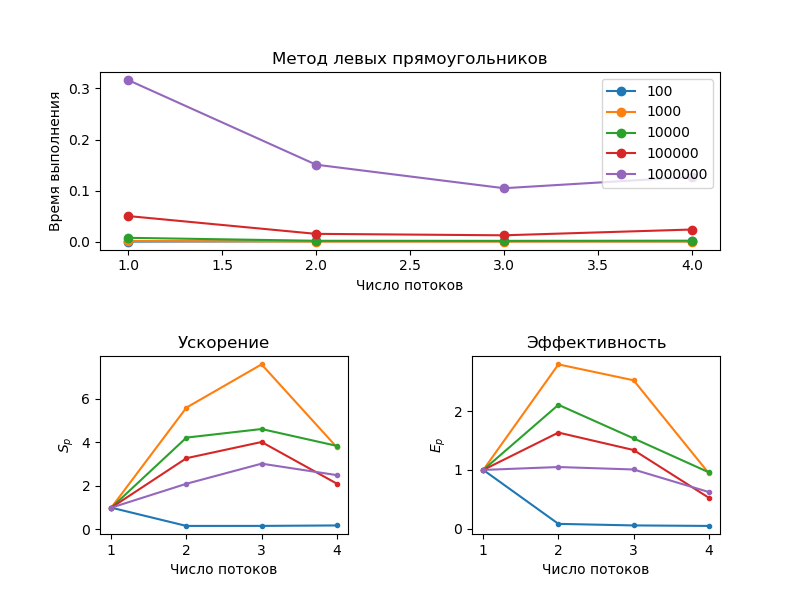 Метод левых прямоугольников
Время выполнения
0.3
0.2
0.1
0.0
100
1000
10000
100000
1000000
1.0 1.5 2.0 2.5 3.0 3.5 4.0
Число потоков
Ускорение
S_p
6
4
2
0
1 2 3 4
Число потоков
Эффективность
E_p
2
1
0
1 2 3 4
Число потоков